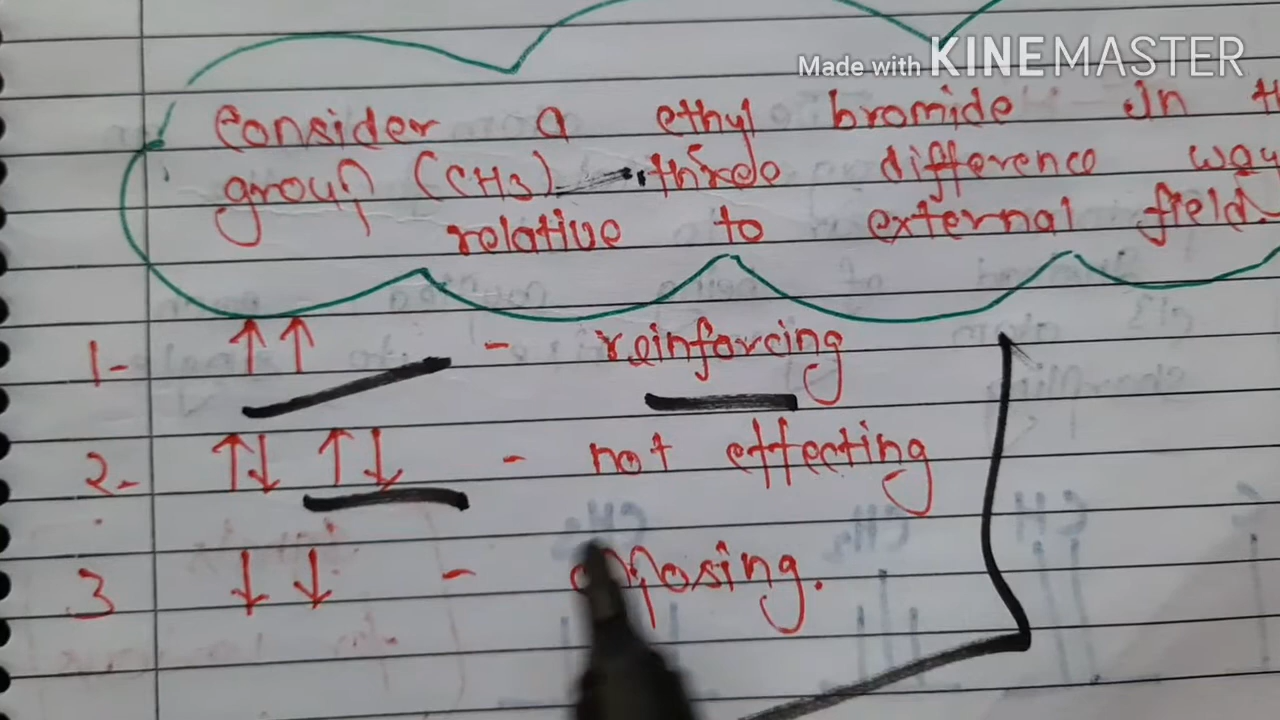 Made with KINEMASTER
Consider a ethyl bromide In
group (CH3) three difference way
relative to external field
1- ↑↑ - reinforcing
2- ↑↓ ↑↓ - not effecting
3 ↓↓ - opposing.